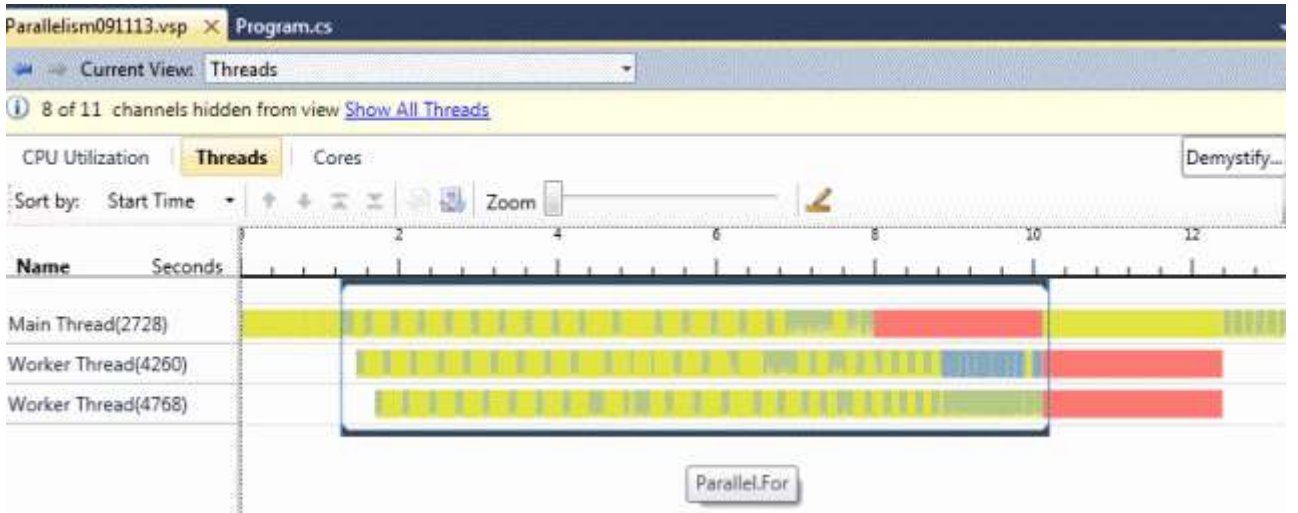 Parallelism091113.vsp Program.cs
Current View: Threads
8 of 11 channels hidden from view Show All Threads
CPU Utilization Threads Cores
Demystify...
Sort by: Start Time Zoom
Name Seconds
0 2 4 6 8 10 12
Main Thread(2728)
Worker Thread(4260)
Worker Thread(4768)
Parallel.For